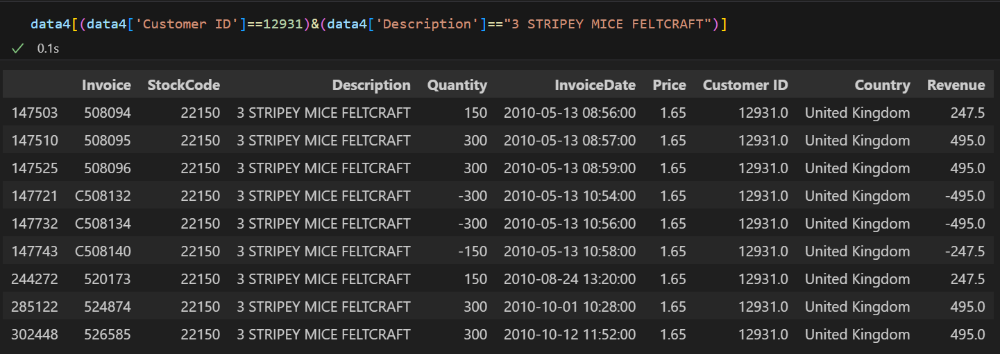 data4[(data4['Customer ID']==12931)&(data4['Description']=="3 STRIPEY MICE FELTCRAFT")]
0.1s
Invoice StockCode Description Quantity InvoiceDate Price Customer ID Country Revenue
147503 508094 22150 3 STRIPEY MICE FELTCRAFT 150 2010-05-13 08:56:00 1.65 12931.0 United Kingdom 247.5
147510 508095 22150 3 STRIPEY MICE FELTCRAFT 300 2010-05-13 08:57:00 1.65 12931.0 United Kingdom 495.0
147525 508096 22150 3 STRIPEY MICE FELTCRAFT 300 2010-05-13 08:59:00 1.65 12931.0 United Kingdom 495.0
147721 C508132 22150 3 STRIPEY MICE FELTCRAFT -300 2010-05-13 10:54:00 1.65 12931.0 United Kingdom -495.0
147732 C508134 22150 3 STRIPEY MICE FELTCRAFT -300 2010-05-13 10:56:00 1.65 12931.0 United Kingdom -495.0
147743 C508140 22150 3 STRIPEY MICE FELTCRAFT -150 2010-05-13 10:58:00 1.65 12931.0 United Kingdom -247.5
244272 520173 22150 3 STRIPEY MICE FELTCRAFT 150 2010-08-24 13:20:00 1.65 12931.0 United Kingdom 247.5
285122 524874 22150 3 STRIPEY MICE FELTCRAFT 300 2010-10-01 10:28:00 1.65 12931.0 United Kingdom 495.0
302448 526585 22150 3 STRIPEY MICE FELTCRAFT 300 2010-10-12 11:52:00 1.65 12931.0 United Kingdom 495.0